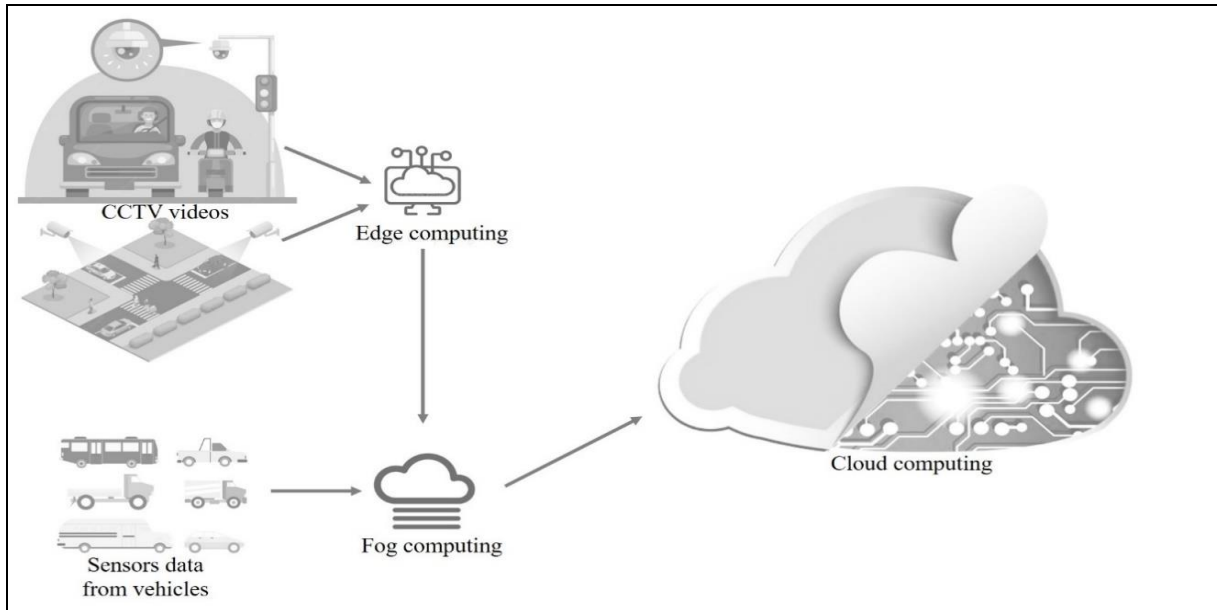 CCTV videos
Edge computing
Cloud computing
Fog computing
Sensors data
from vehicles